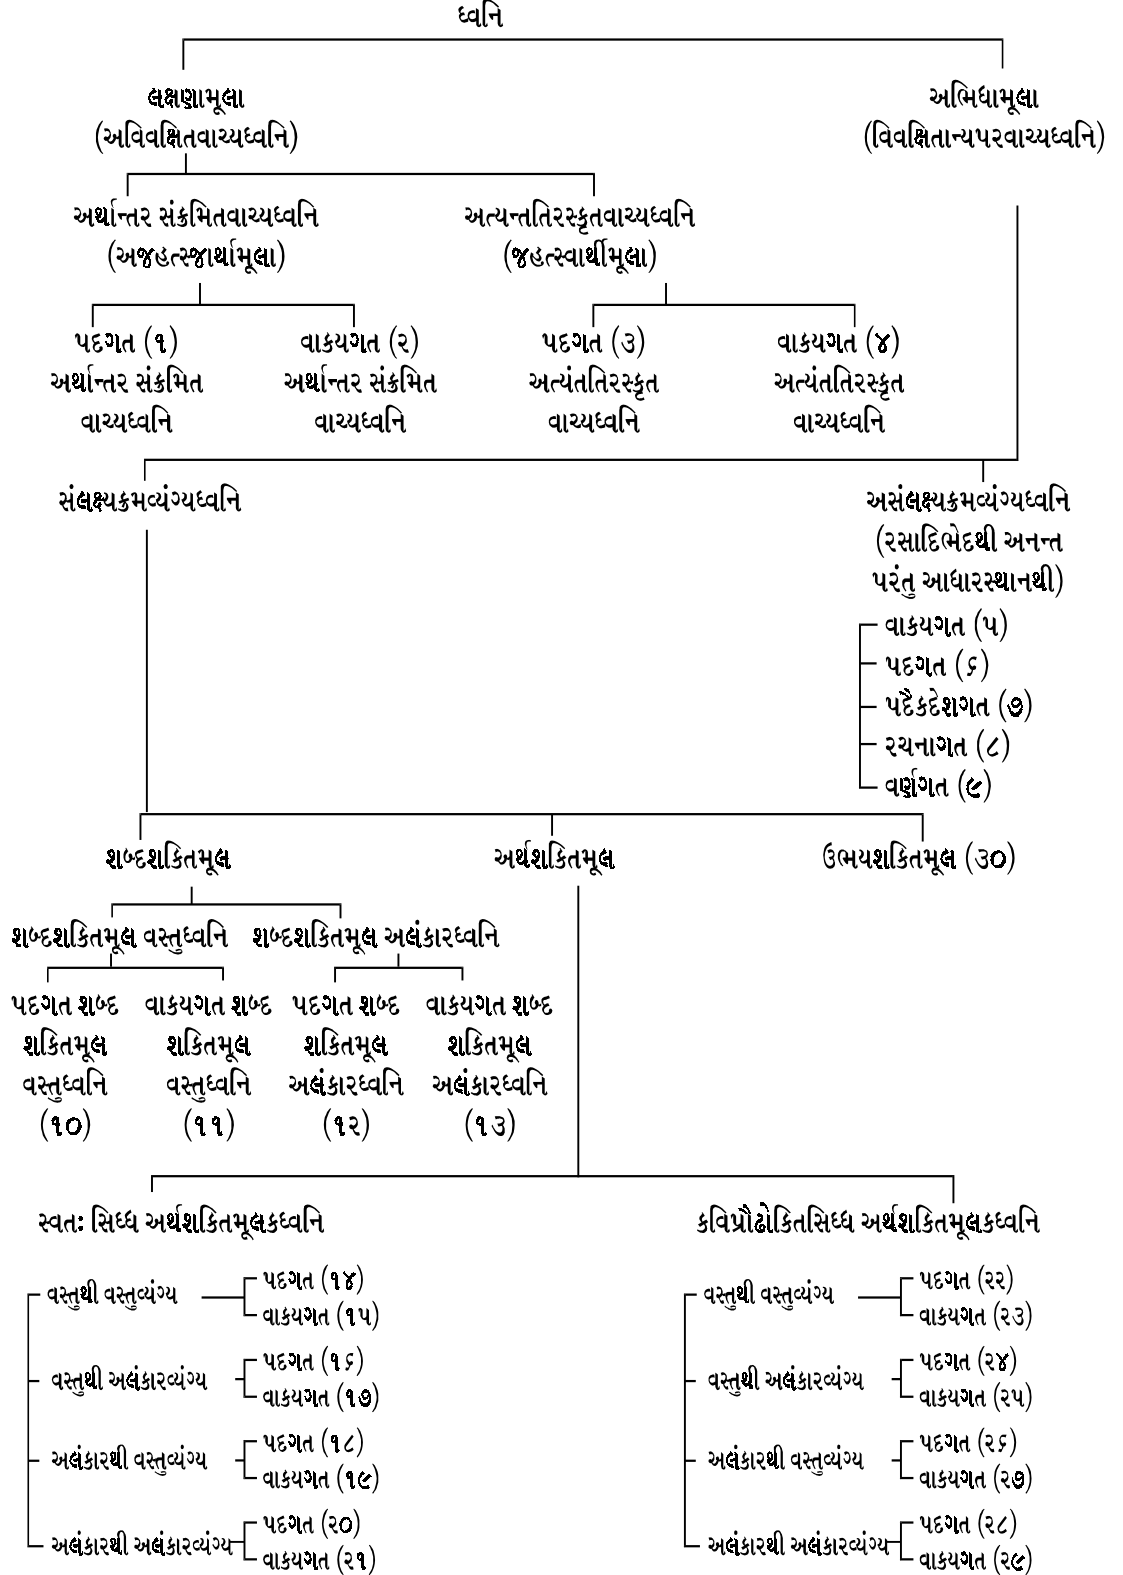 ધ્વનિ
લક્ષણામૂલા
(અવિવક્ષિતવાચ્યધ્વનિ)
અભિધામૂલા
(વિવક્ષિતાન્યપરવાચ્યધ્વનિ)
અર્થાન્તર સંક્રમિતવાચ્યધ્વનિ
(અજહત્સ્જાર્થામૂલા)
અત્યન્તતિરસ્કૃતવાચ્યધ્વનિ
(જહત્સ્વાર્થીમૂલા)
પદગત (૧)
અર્થાન્તર સંક્રમિત
વાચ્યધ્વનિ
વાકયગત (૨)
અર્થાન્તર સંક્રમિત
વાચ્યધ્વનિ
પદગત (૩)
અત્યંતતિરસ્કૃત
વાચ્યધ્વનિ
વાકયગત (૪)
અત્યંતતિરસ્કૃત
વાચ્યધ્વનિ
સંલક્ષ્યક્રમવ્યંગ્યધ્વનિ
અસંલક્ષ્યક્રમવ્યંગ્યધ્વનિ
(રસાદિભેદથી અનન્ત
પરંતુ આધારસ્થાનથી)
વાકયગત (૫)
પદગત (૬)
પદૈકદેશગત (૭)
રચનાગત (૮)
વર્ણગત (૯)
શબ્દશકિતમૂલ
અર્થશકિતમૂલ
ઉભયશકિતમૂલ (૩૦)
શબ્દશકિતમૂલ વસ્તુધ્વનિ
શબ્દશકિતમૂલ અલંકારધ્વનિ
પદગત શબ્દ
શકિતમૂલ
વસ્તુધ્વનિ
(૧૦)
વાકયગત શબ્દ
શકિતમૂલ
વસ્તુધ્વનિ
(૧૧)
પદગત શબ્દ
શકિતમૂલ
અલંકારધ્વનિ
(૧૨)
વાકયગત શબ્દ
શકિતમૂલ
અલંકારધ્વનિ
(૧૩)
સ્વતઃ સિધ્ધ અર્થશકિતમૂલકધ્વનિ
વસ્તુથી વસ્તુવ્યંગ્ય
પદગત (૧૪)
વાકયગત (૧૫)
વસ્તુથી અલંકારવ્યંગ્ય
પદગત (૧૬)
વાકયગત (૧૭)
અલંકારથી વસ્તુવ્યંગ્ય
પદગત (૧૮)
વાકયગત (૧૯)
અલંકારથી અલંકારવ્યંગ્ય
પદગત (૨૦)
વાકયગત (૨૧)
કવિપ્રૌઢોકિતસિધ્ધ અર્થશકિતમૂલકધ્વનિ
વસ્તુથી વસ્તુવ્યંગ્ય
પદગત (૨૨)
વાકયગત (૨૩)
વસ્તુથી અલંકારવ્યંગ્ય
પદગત (૨૪)
વાકયગત (૨૫)
અલંકારથી વસ્તુવ્યંગ્ય
પદગત (૨૬)
વાકયગત (૨૭)
અલંકારથી અલંકારવ્યંગ્ય
પદગત (૨૮)
વાકયગત (૨૯)